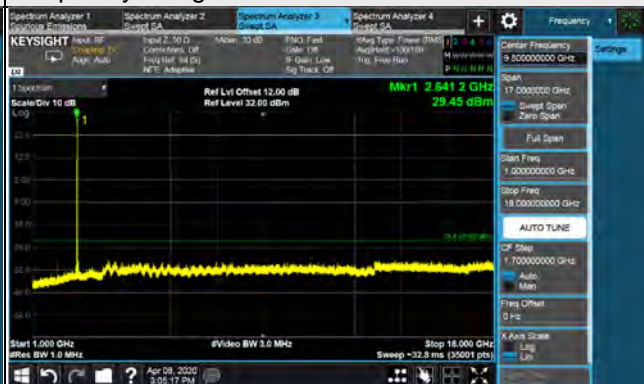 Spectrum Analyzer 1
Spurious Emissions
Spectrum Analyzer 2
Swept SA
Spectrum Analyzer 3
Swept SA
Spectrum Analyzer 4
Swept SA
+
Frequency
KEYSIGHT
Input: RF
Coupling: DC
Align: Auto
Input Z: 50 Ω
Corrections: Off
Freq Ref: Int (S)
NFE: Adaptive
#Atten: 30 dB
PNO: Fast
Gate: Off
IF Gain: Low
Sig Track: Off
#Avg Type: Power (RMS)
Avg|Hold:>100/100
Trig: Free Run
LXI
1 Spectrum
Scale/Div 10 dB
Log
Ref Lvl Offset 12.00 dB
Ref Level 32.00 dBm
Mkr1 2.641 2 GHz
29.45 dBm
1
Start 1.000 GHz
#Res BW 1.0 MHz
#Video BW 3.0 MHz
Stop 18.000 GHz
Sweep ~32.8 ms (35001 pts)
Center Frequency
9.500000000 GHz
Settings
Span
17.0000000 GHz
Swept Span
Zero Span
Full Span
Start Freq
1.000000000 GHz
Stop Freq
18.000000000 GHz
AUTO TUNE
CF Step
1.700000000 GHz
Auto
Man
Freq Offset
0 Hz
X Axis Scale
Log
Lin
?
Apr 08, 2020
3:05:17 PM